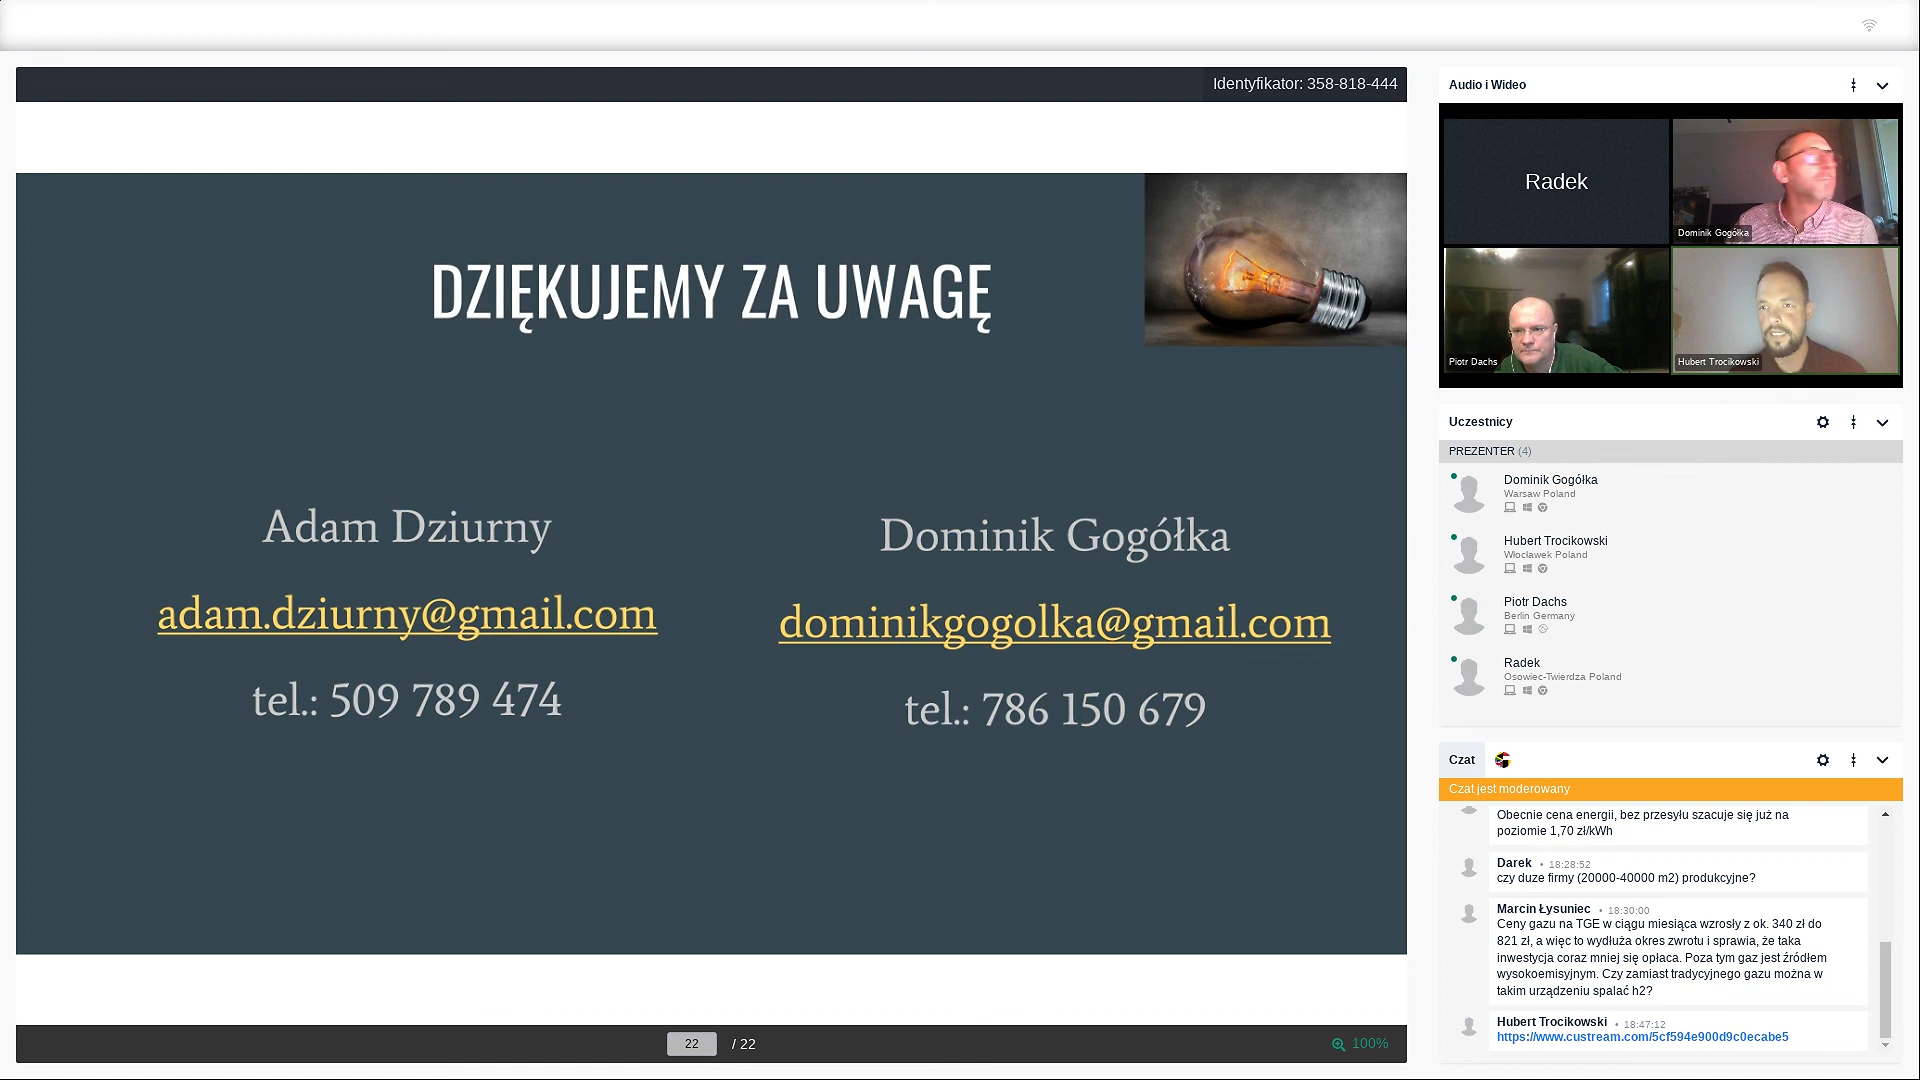 Identyfikator: 358-818-444
DZIĘKUJEMY ZA UWAGĘ
Adam Dziurny
adam.dziurny@gmail.com
tel.: 509 789 474
Dominik Gogółka
dominikgogolka@gmail.com
tel.: 786 150 679
22 / 22
100%
Audio i Wideo
Radek
Dominik Gogółka
Piotr Dachs
Hubert Trocikowski
Uczestnicy
PREZENTER (4)
Dominik Gogółka
Warsaw Poland
Hubert Trocikowski
Włocławek Poland
Piotr Dachs
Berlin Germany
Radek
Osowiec-Twierdza Poland
Czat
Czat jest moderowany
Obecnie cena energii, bez przesyłu szacuje się już na
poziomie 1,70 zł/kWh
Darek • 18:28:52
czy duze firmy (20000-40000 m2) produkcyjne?
Marcin Łysuniec • 18:30:00
Ceny gazu na TGE w ciągu miesiąca wzrosły z ok. 340 zł do
821 zł, a więc to wydłuża okres zwrotu i sprawia, że taka
inwestycja coraz mniej się opłaca. Poza tym gaz jest źródłem
wysokoemisyjnym. Czy zamiast tradycyjnego gazu można w
takim urządzeniu spalać h2?
Hubert Trocikowski • 18:47:12
https://www.custream.com/5cf594e900d9c0ecabe5